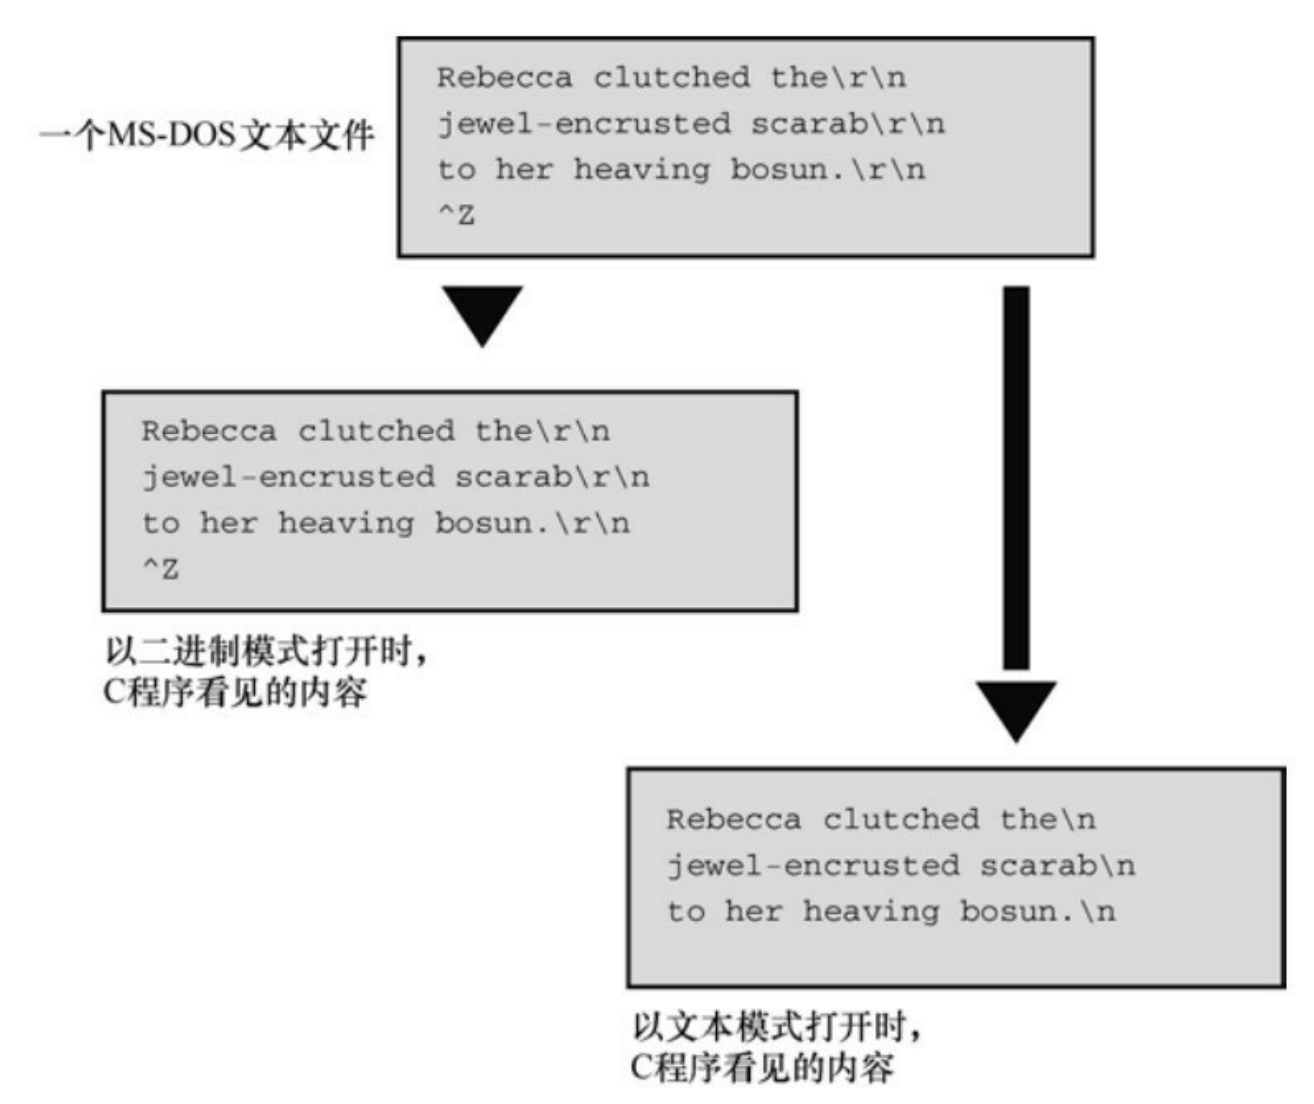 一个MS-DOS文本文件
Rebecca clutched the\r\n
jewel-encrusted scarab\r\n
to her heaving bosun.\r\n
^Z
Rebecca clutched the\r\n
jewel-encrusted scarab\r\n
to her heaving bosun.\r\n
^Z
以二进制模式打开时，
C程序看见的内容
Rebecca clutched the\n
jewel-encrusted scarab\n
to her heaving bosun.\n
以文本模式打开时，
C程序看见的内容